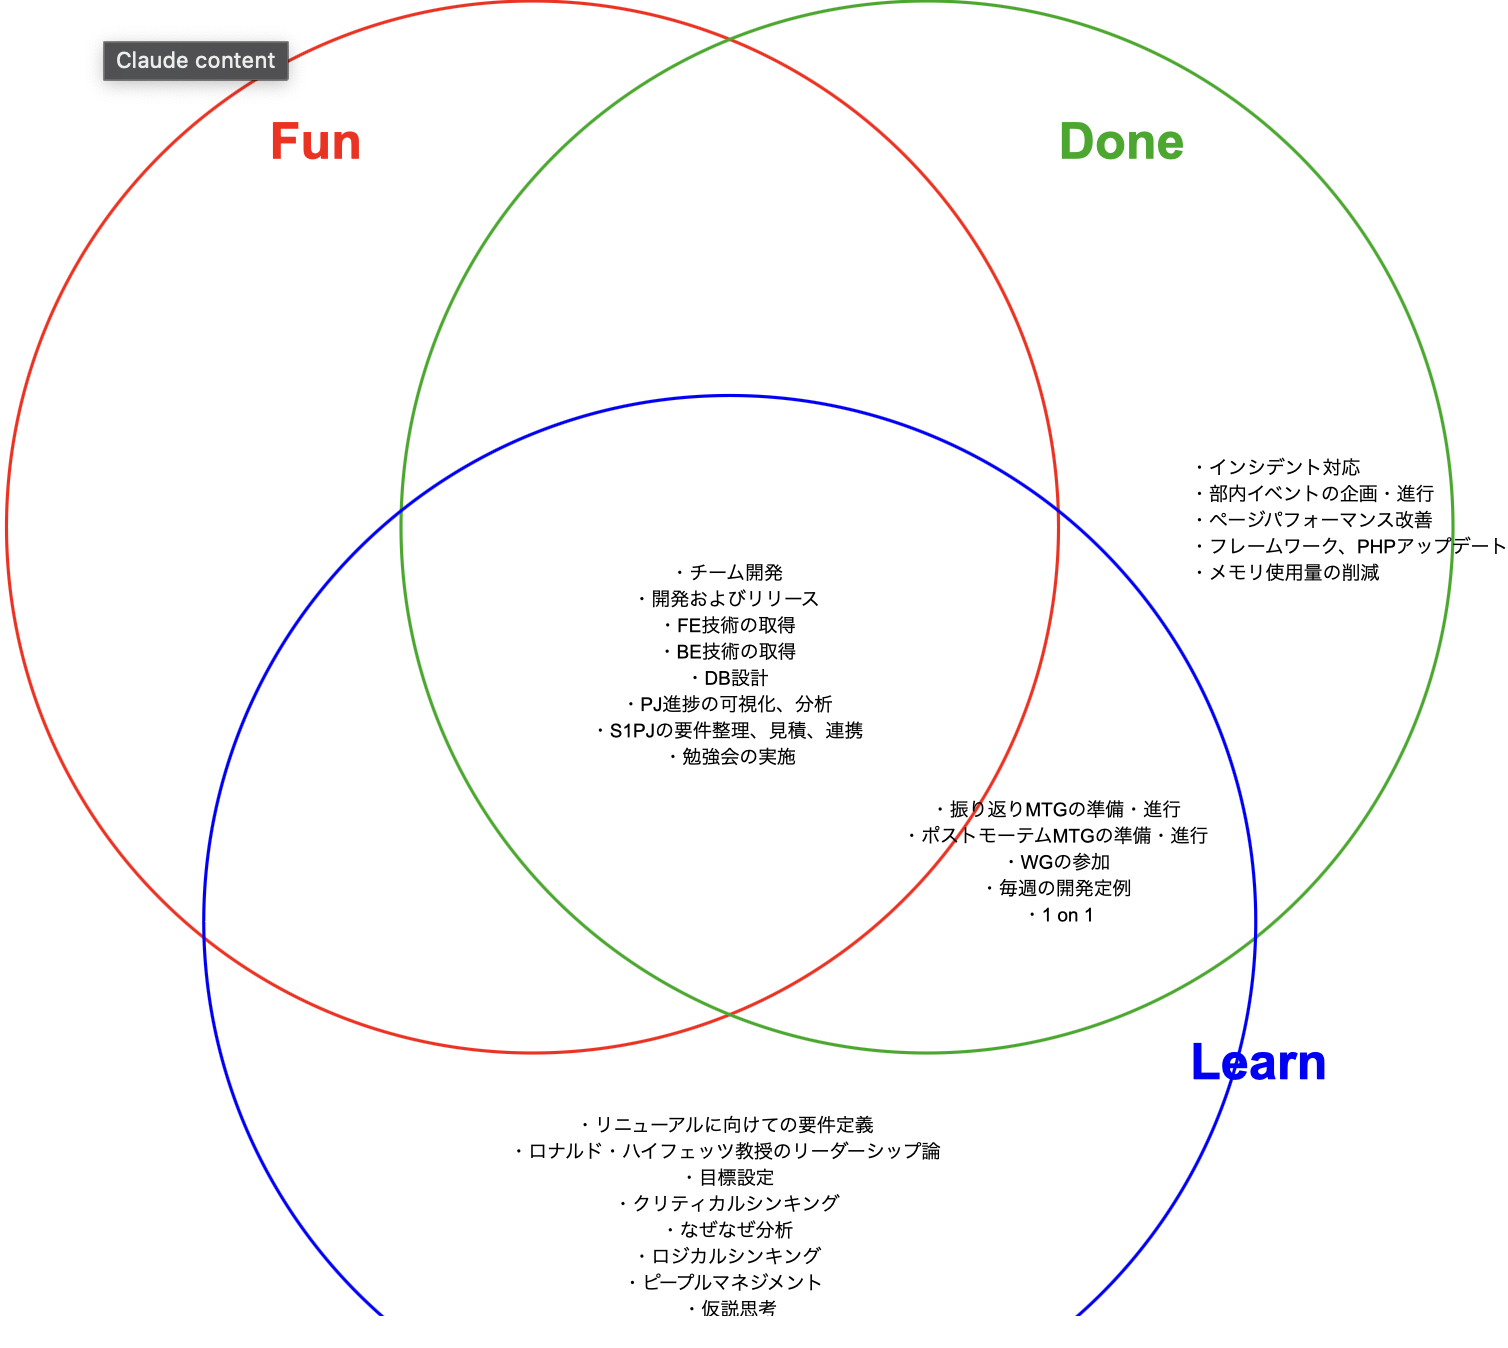 Claude content
Fun
Done
・インシデント対応
・部内イベントの企画・進行
・ページパフォーマンス改善
・フレームワーク、PHPアップデート
・メモリ使用量の削減
・チーム開発
・開発およびリリース
・FE技術の取得
・BE技術の取得
・DB設計
・PJ進捗の可視化、分析
・S1PJの要件整理、見積、連携
・勉強会の実施
・振り返りMTGの準備・進行
・ポストモーテムMTGの準備・進行
・WGの参加
・毎週の開発定例
・1 on 1
Learn
・リニューアルに向けての要件定義
・ロナルド・ハイフェッツ教授のリーダーシップ論
・目標設定
・クリティカルシンキング
・なぜなぜ分析
・ロジカルシンキング
・ピープルマネジメント
・仮説思考